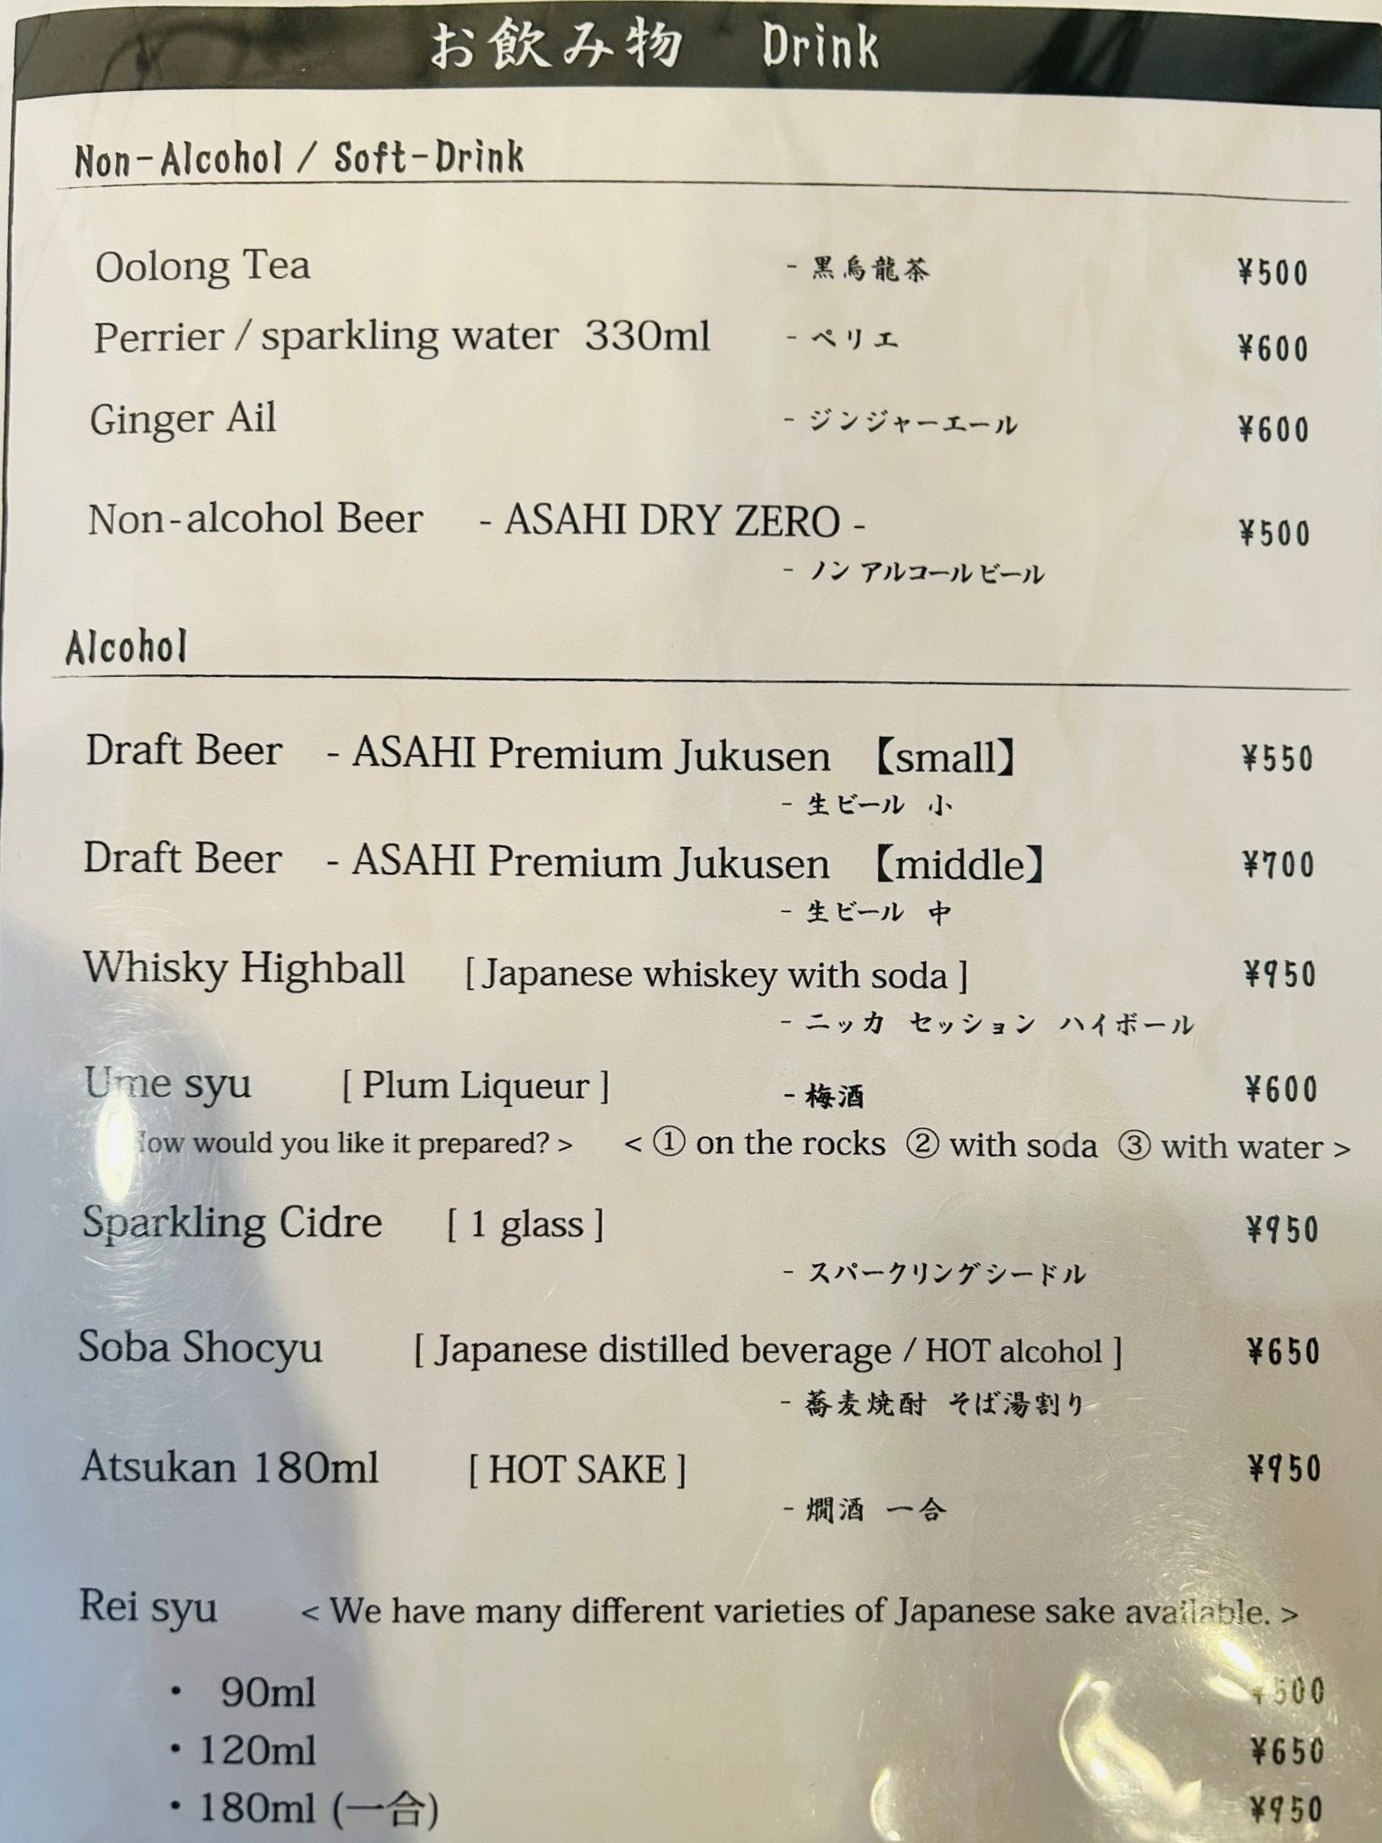 お飲み物 Drink
Non-Alcohol / Soft-Drink
Oolong Tea - 黒烏龍茶 ¥500
Perrier / sparkling water 330ml - ペリエ ¥600
Ginger Ail - ジンジャーエール ¥600
Non-alcohol Beer - ASAHI DRY ZERO - ¥500
- ノンアルコールビール
Alcohol
Draft Beer - ASAHI Premium Jukusen 【small】 ¥550
- 生ビール 小
Draft Beer - ASAHI Premium Jukusen 【middle】 ¥700
- 生ビール 中
Whisky Highball [ Japanese whiskey with soda ] ¥950
- ニッカ セッション ハイボール
Ume syu [ Plum Liqueur ] - 梅酒 ¥600
How would you like it prepared? > < ① on the rocks ② with soda ③ with water >
Sparkling Cidre [ 1 glass ] ¥950
- スパークリングシードル
Soba Shocyu [ Japanese distilled beverage / HOT alcohol ] ¥650
- 蕎麦焼酎 そば湯割り
Atsukan 180ml [ HOT SAKE ] ¥950
- 燗酒 一合
Rei syu < We have many different varieties of Japanese sake available. >
・ 90ml ¥500
・ 120ml ¥650
・ 180ml (一合) ¥950